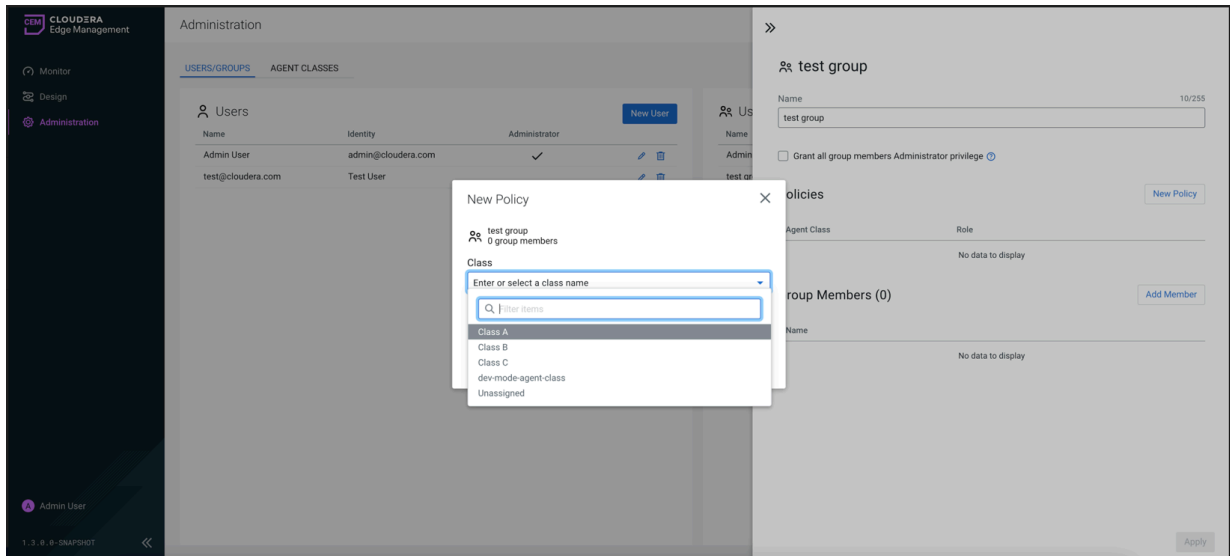 CEM
CLOUDERA
Edge Management
Monitor
Design
Administration
Admin User
1.3.0.0-SNAPSHOT
Administration
USERS/GROUPS AGENT CLASSES
Users
New User
Name Identity Administrator
Admin User admin@cloudera.com
test@cloudera.com Test User
Us
Name
Admin
test gr
New Policy
test group
0 group members
Class
Enter or select a class name
Filter items
Class A
Class B
Class C
dev-mode-agent-class
Unassigned
test group
Name 10/255
test group
Grant all group members Administrator privilege
olicies New Policy
Agent Class Role
No data to display
roup Members (0) Add Member
Name
No data to display
Apply
A